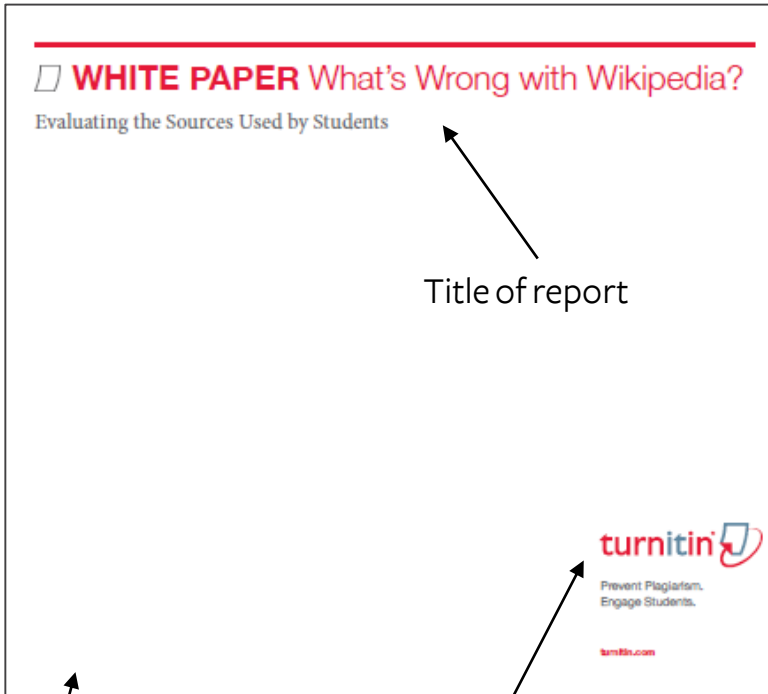 WHITE PAPER What's Wrong with Wikipedia?
Evaluating the Sources Used by Students
Title of report
turnitin
Prevent Plagiarism.
Engage Students.
turnitin.com